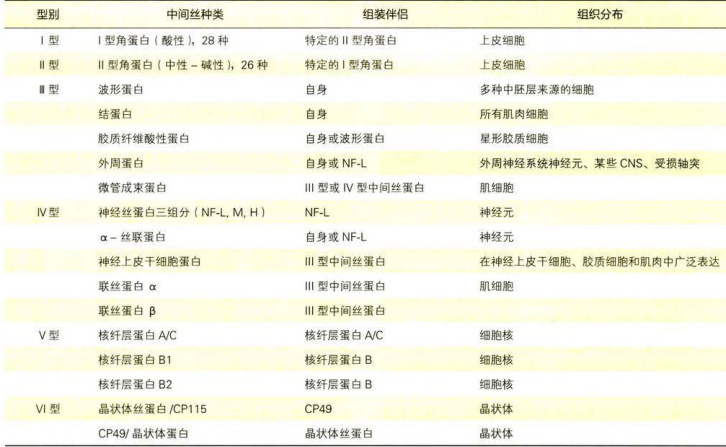 型别 中间丝种类 组装伴侣 组织分布
I 型 I 型角蛋白（酸性），28 种 特定的 II 型角蛋白 上皮细胞
II 型 II 型角蛋白（中性 – 碱性），26 种 特定的 I 型角蛋白 上皮细胞
III 型 波形蛋白 自身 多种中胚层来源的细胞
结蛋白 自身 所有肌肉细胞
胶质纤维酸性蛋白 自身或波形蛋白 星形胶质细胞
外周蛋白 自身或 NF-L 外周神经系统神经元、某些 CNS、受损轴突
微管成束蛋白 III 型或 IV 型中间丝蛋白 肌细胞
IV 型 神经丝蛋白三组分（NF-L, M, H） NF-L 神经元
α – 丝联蛋白 自身或 NF-L 神经元
神经上皮干细胞蛋白 III 型中间丝蛋白 在神经上皮干细胞、胶质细胞和肌肉中广泛表达
联丝蛋白 α III 型中间丝蛋白 肌细胞
联丝蛋白 β III 型中间丝蛋白
V 型 核纤层蛋白 A/C 核纤层蛋白 A/C 细胞核
核纤层蛋白 B1 核纤层蛋白 B 细胞核
核纤层蛋白 B2 核纤层蛋白 B 细胞核
VI 型 晶状体丝蛋白 /CP115 CP49 晶状体
CP49/ 晶状体蛋白 晶状体丝蛋白 晶状体